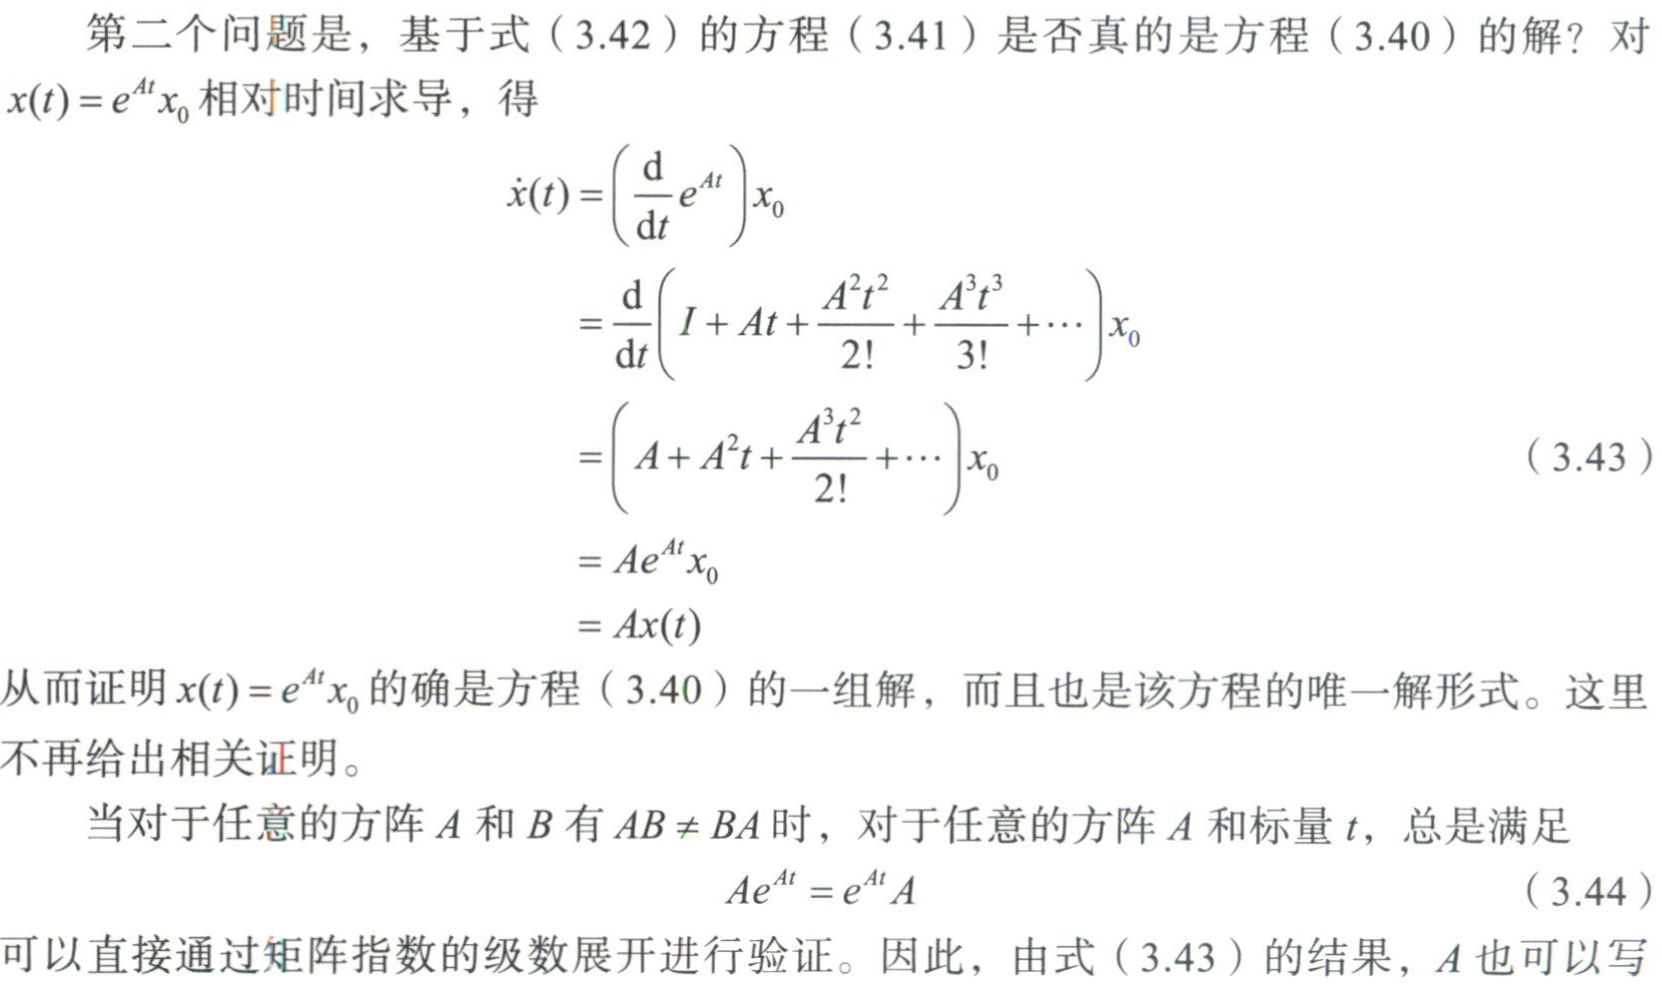 第二个问题是，基于式（3.42）的方程（3.41）是否真的是方程（3.40）的解？对
$x(t) = e^{At}x_0$ 相对时间求导，得
$\dot{x}(t) = \left(\frac{\mathrm{d}}{\mathrm{d}t}e^{At}\right)x_0$
$= \frac{\mathrm{d}}{\mathrm{d}t}\left(I + At + \frac{A^2t^2}{2!} + \frac{A^3t^3}{3!} + \cdots\right)x_0$
$= \left(A + A^2t + \frac{A^3t^2}{2!} + \cdots\right)x_0$ （3.43）
$= Ae^{At}x_0$
$= Ax(t)$
从而证明 $x(t) = e^{At}x_0$ 的确是方程（3.40）的一组解，而且也是该方程的唯一解形式。这里
不再给出相关证明。
当对于任意的方阵 $A$ 和 $B$ 有 $AB \neq BA$ 时，对于任意的方阵 $A$ 和标量 $t$，总是满足
$Ae^{At} = e^{At}A$ （3.44）
可以直接通过矩阵指数的级数展开进行验证。因此，由式（3.43）的结果，$A$ 也可以写